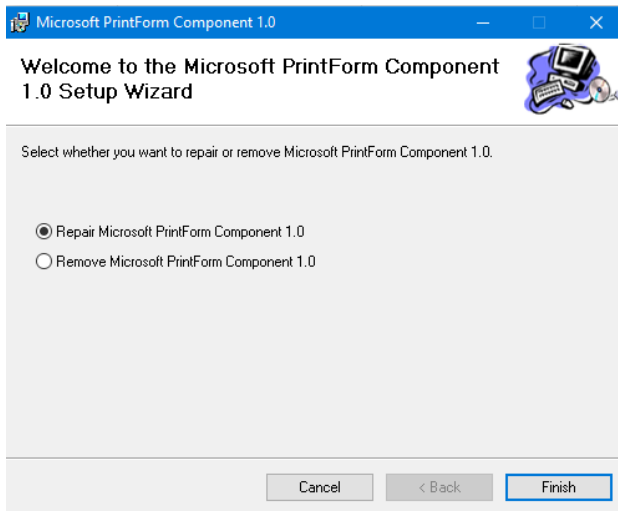 Microsoft PrintForm Component 1.0
Welcome to the Microsoft PrintForm Component
1.0 Setup Wizard
Select whether you want to repair or remove Microsoft PrintForm Component 1.0.
Repair Microsoft PrintForm Component 1.0
Remove Microsoft PrintForm Component 1.0
Cancel
< Back
Finish